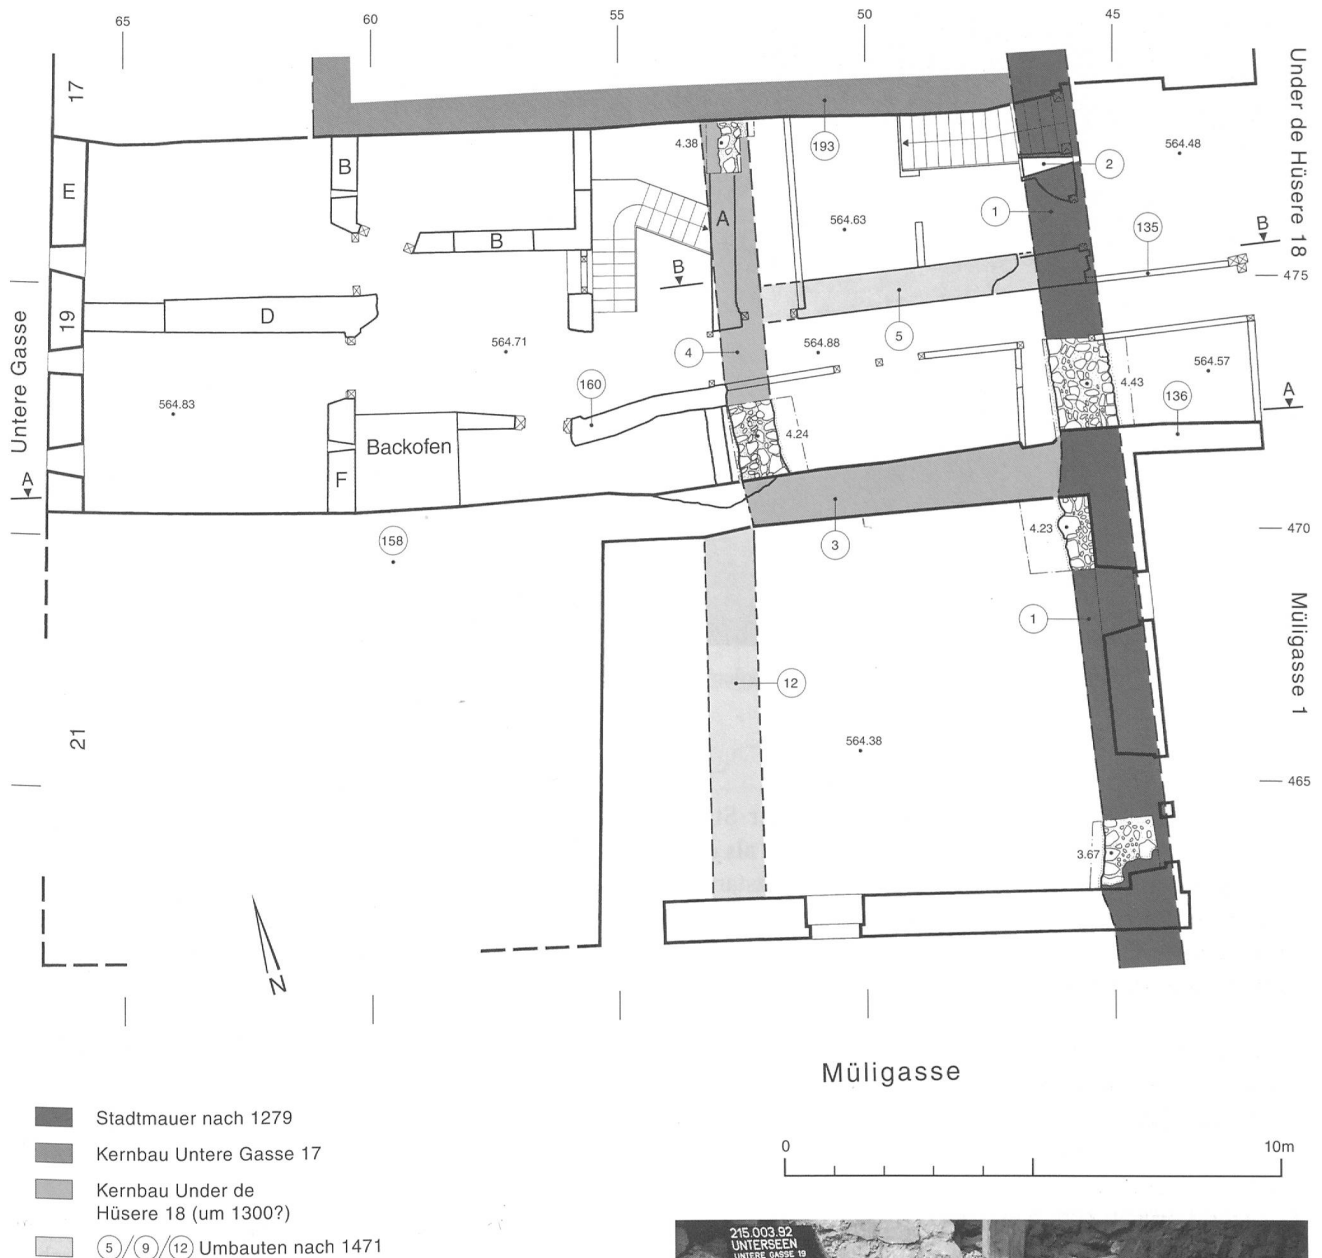 65 60 55 50 45
17
Under de Hüsere 18
E
B
4.38
A
193
2
564.48
1
564.63
135
B
B
B
475
Untere Gasse
19
D
5
564.71
4
564.88
4.43
564.57
564.83
160
136
A
Backofen
4.24
A
F
158
3
4.23
470
1
Müligasse 1
12
21
564.38
465
3.67
N
Müligasse
Stadtmauer nach 1279
Kernbau Untere Gasse 17
Kernbau Under de
Hüsere 18 (um 1300?)
5/9/12 Umbauten nach 1471
0 10m
215.003.92
UNTERSEEN
UNTERE GASSE 19